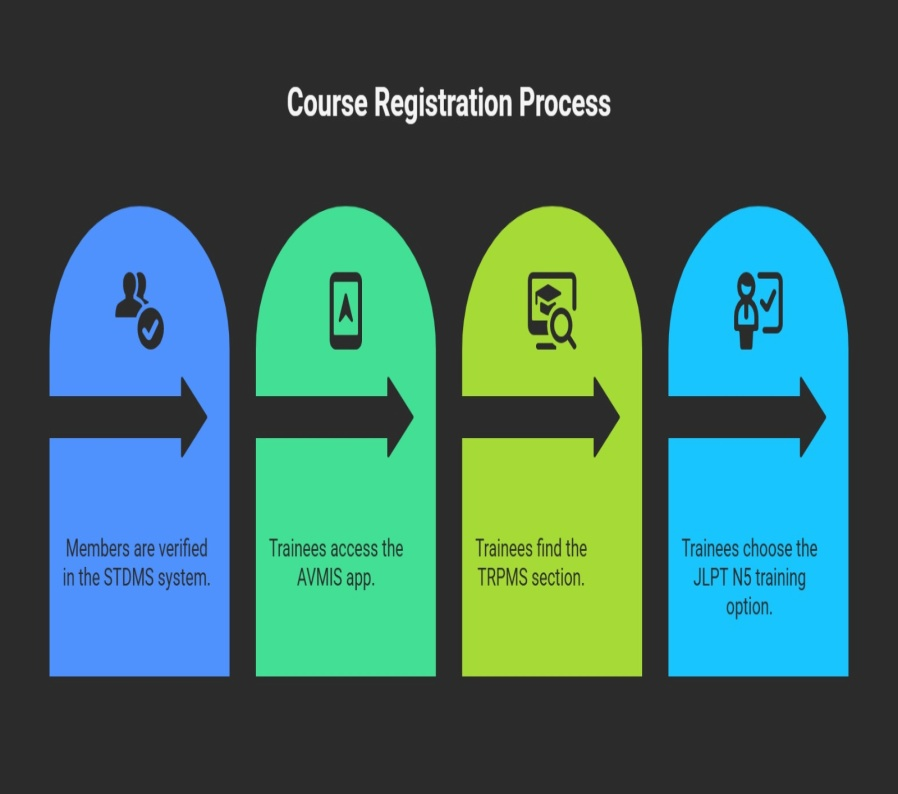 Course Registration Process
Members are verified
in the STDMS system.
Trainees access the
AVMIS app.
Trainees find the
TRPMS section.
Trainees choose the
JLPT N5 training
option.